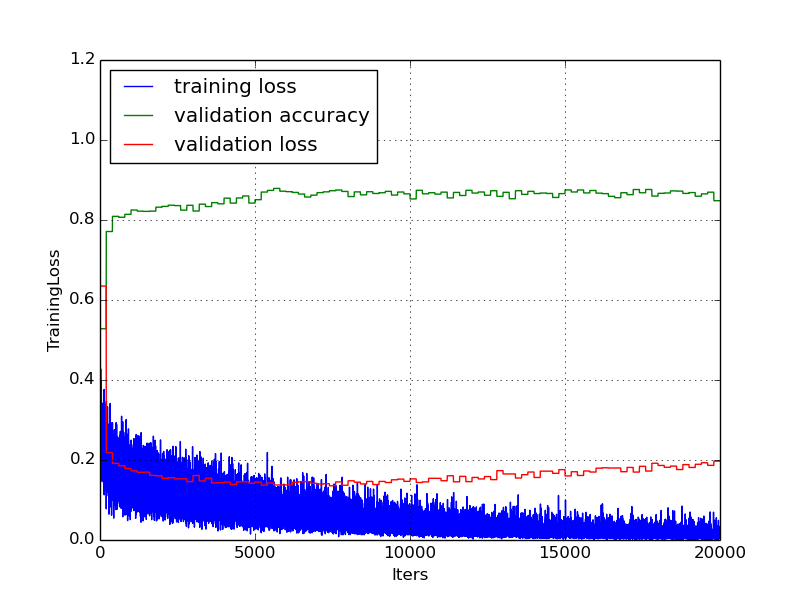 1.2
training loss
validation accuracy
validation loss
1.0
0.8
0.6
0.4
0.2
0.0
TrainingLoss
0 5000 10000 15000 20000
Iters